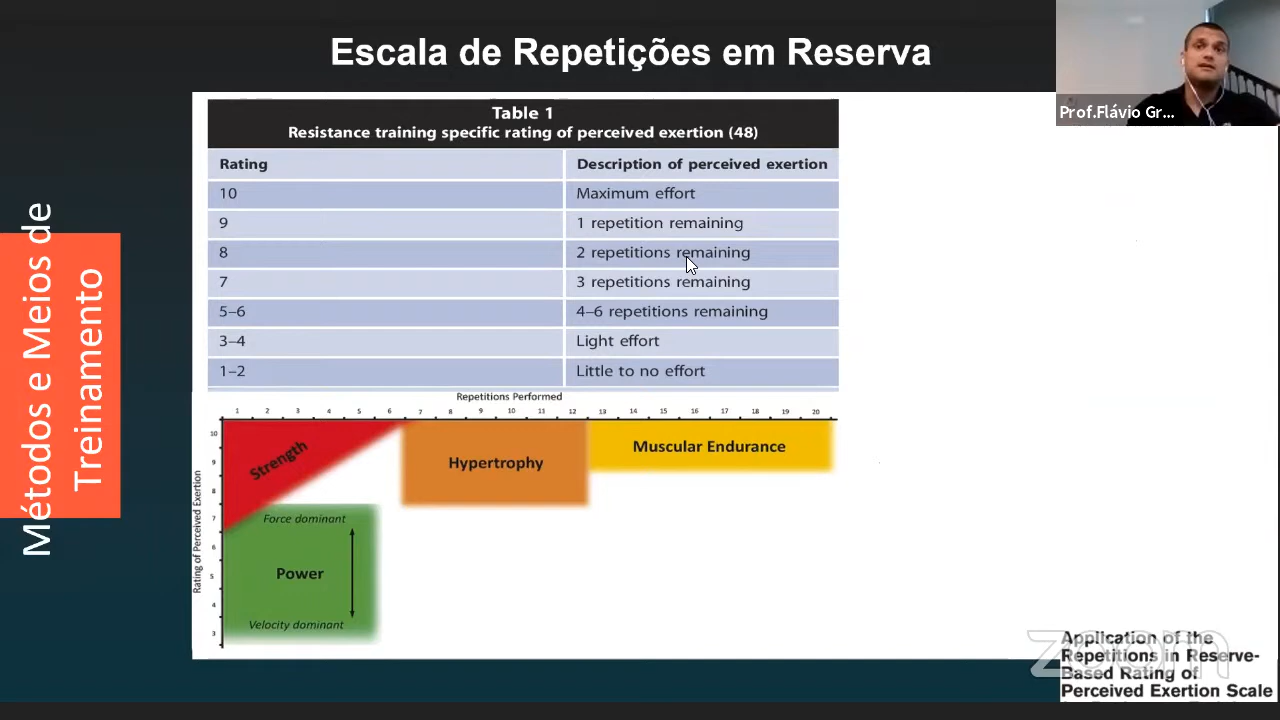 Escala de Repetições em Reserva
Prof.Flávio Gr...
Métodos e Meios de
Treinamento
Table 1
Resistance training specific rating of perceived exertion (48)
Rating Description of perceived exertion
10 Maximum effort
9 1 repetition remaining
8 2 repetitions remaining
7 3 repetitions remaining
5–6 4–6 repetitions remaining
3–4 Light effort
1–2 Little to no effort
Repetitions Performed
1 2 3 4 5 6 7 8 9 10 11 12 13 14 15 16 17 18 19 20
Rating of Perceived Exertion
10
9
8
7
6
5
4
3
Strength
Hypertrophy
Muscular Endurance
Force dominant
Power
Velocity dominant
zoom
Application of the
Repetitions in Reserve-
Based Rating of
Perceived Exertion Scale